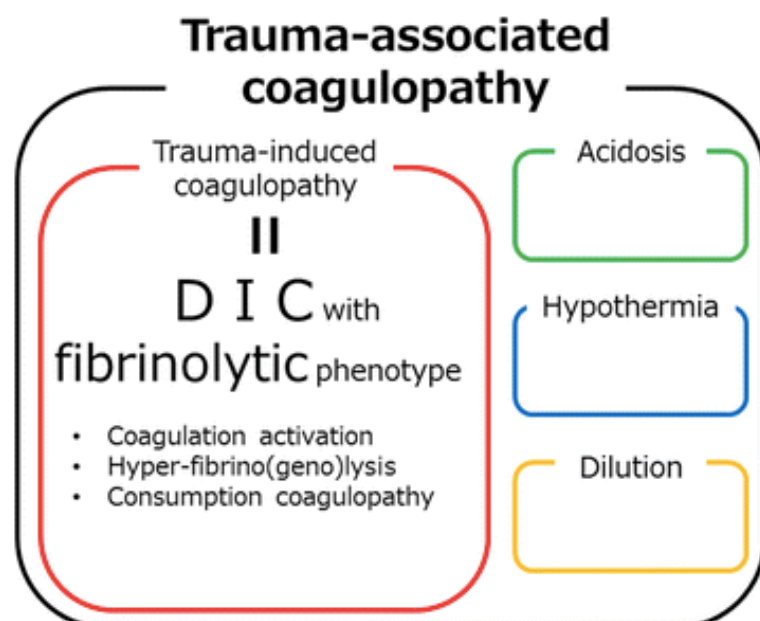 Trauma-associated
coagulopathy
Trauma-induced
coagulopathy
=
D I C with
fibrinolytic phenotype
• Coagulation activation
• Hyper-fibrino(geno)lysis
• Consumption coagulopathy
Acidosis
Hypothermia
Dilution